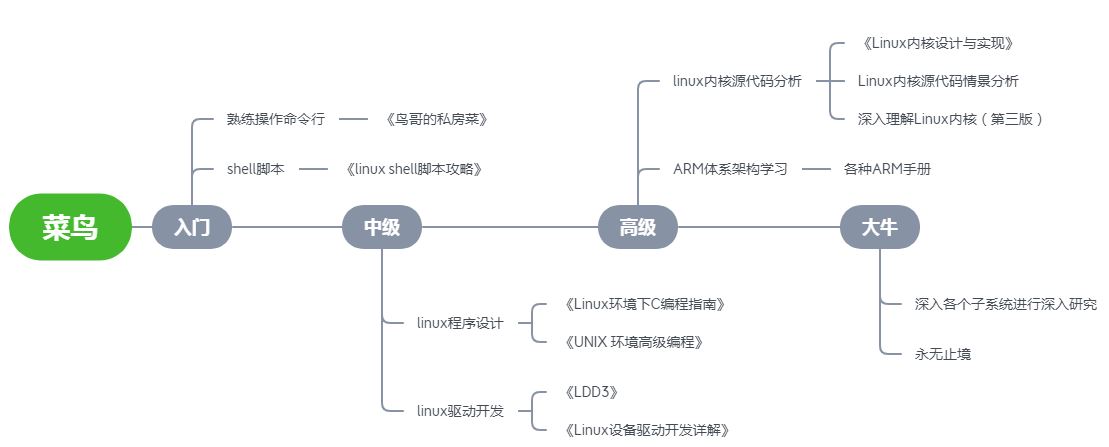 菜鸟
入门
熟练操作命令行
《鸟哥的私房菜》
shell脚本
《linux shell脚本攻略》
中级
linux程序设计
《Linux环境下C编程指南》
《UNIX 环境高级编程》
linux驱动开发
《LDD3》
《Linux设备驱动开发详解》
高级
linux内核源代码分析
《Linux内核设计与实现》
Linux内核源代码情景分析
深入理解Linux内核（第三版）
ARM体系架构学习
各种ARM手册
大牛
深入各个子系统进行深入研究
永无止境